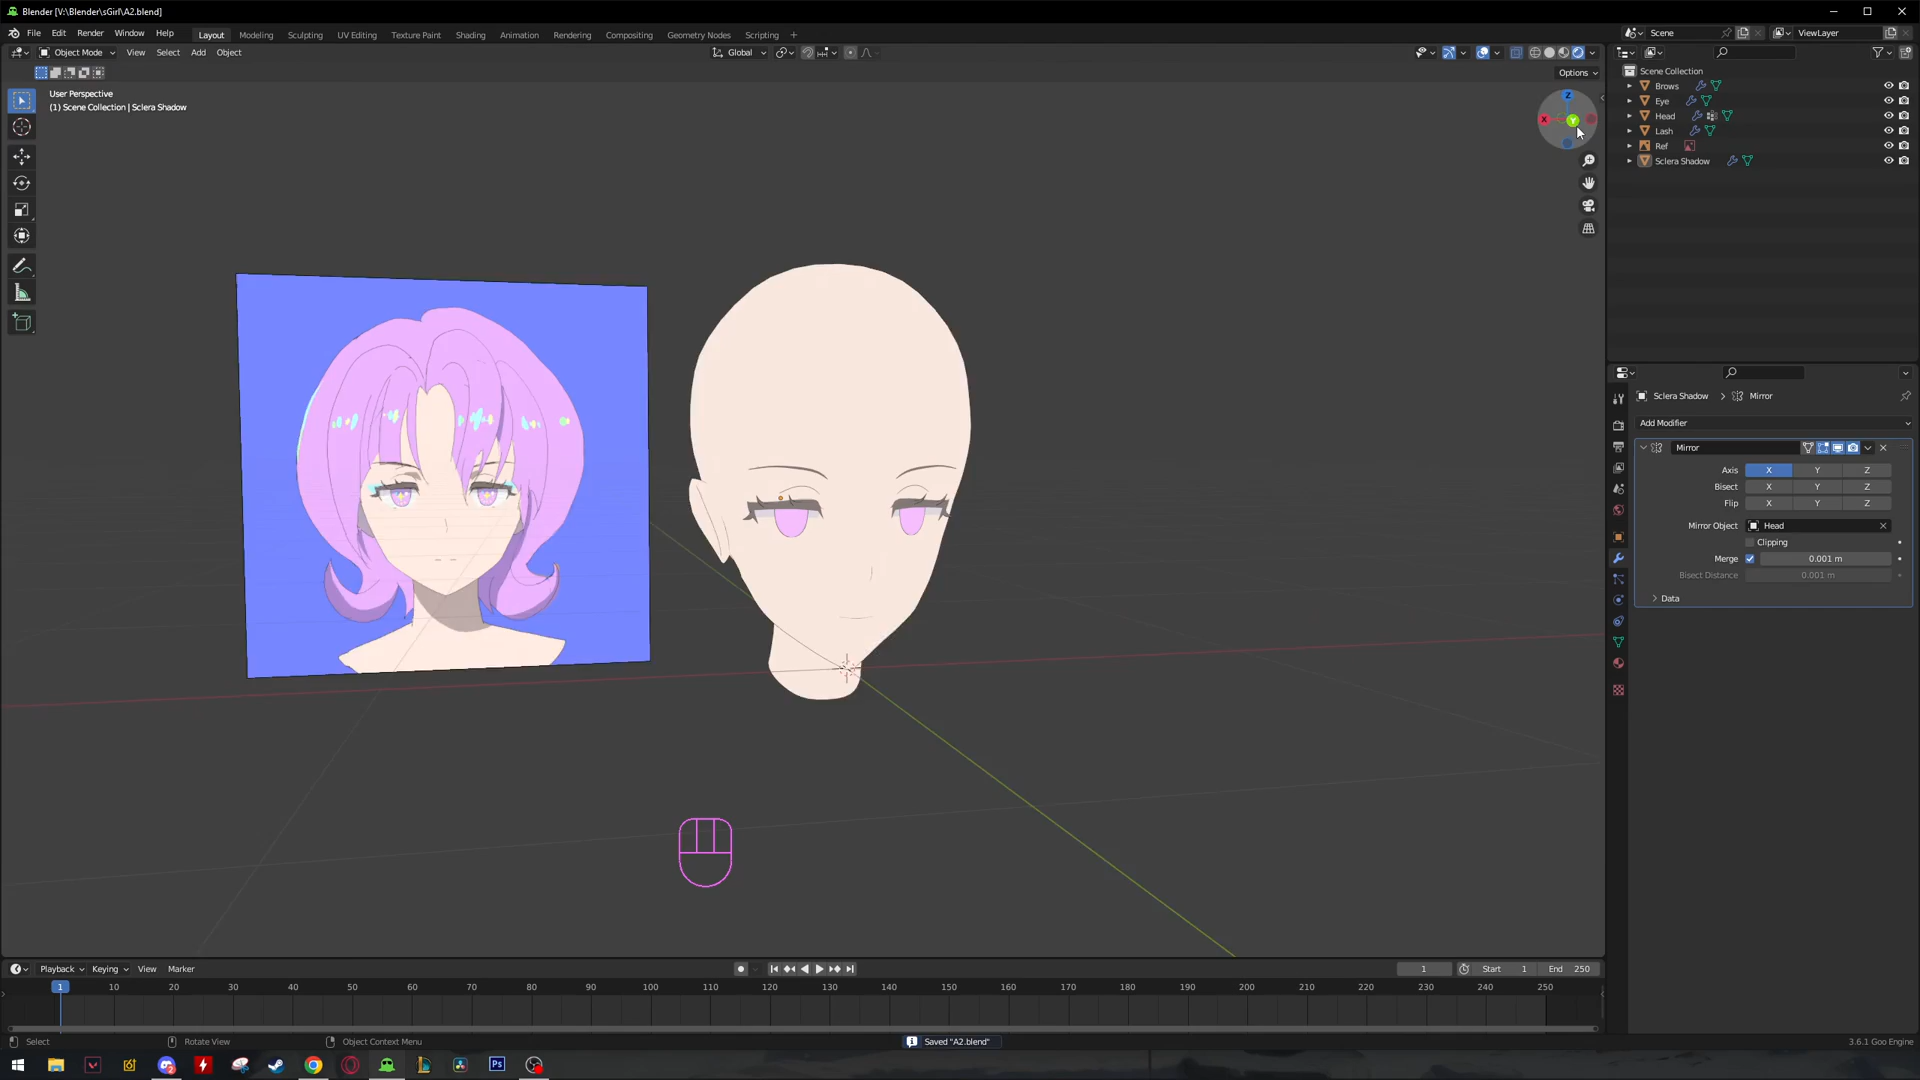 Blender [V:\Blender\sGirl\A2.blend]
File Edit Render Window Help Layout Modeling Sculpting UV Editing Texture Paint Shading Animation Rendering Compositing Geometry Nodes Scripting + Scene ViewLayer
Object Mode View Select Add Object Global
Options
User Perspective
(1) Scene Collection | Sclera Shadow
Z
X Y
Scene Collection
Brows
Eye
Head
Lash
Ref
Sclera Shadow
Sclera Shadow > Mirror
Add Modifier
Mirror
Axis X Y Z
Bisect X Y Z
Flip X Y Z
Mirror Object Head
Clipping
Merge 0.001 m
Bisect Distance 0.001 m
Data
Playback Keying View Marker 1 Start 1 End 250
1 10 20 30 40 50 60 70 80 90 100 110 120 130 140 150 160 170 180 190 200 210 220 230 240 250
Select Rotate View Object Context Menu Saved "A2.blend" 3.6.1 Goo Engine
Ps